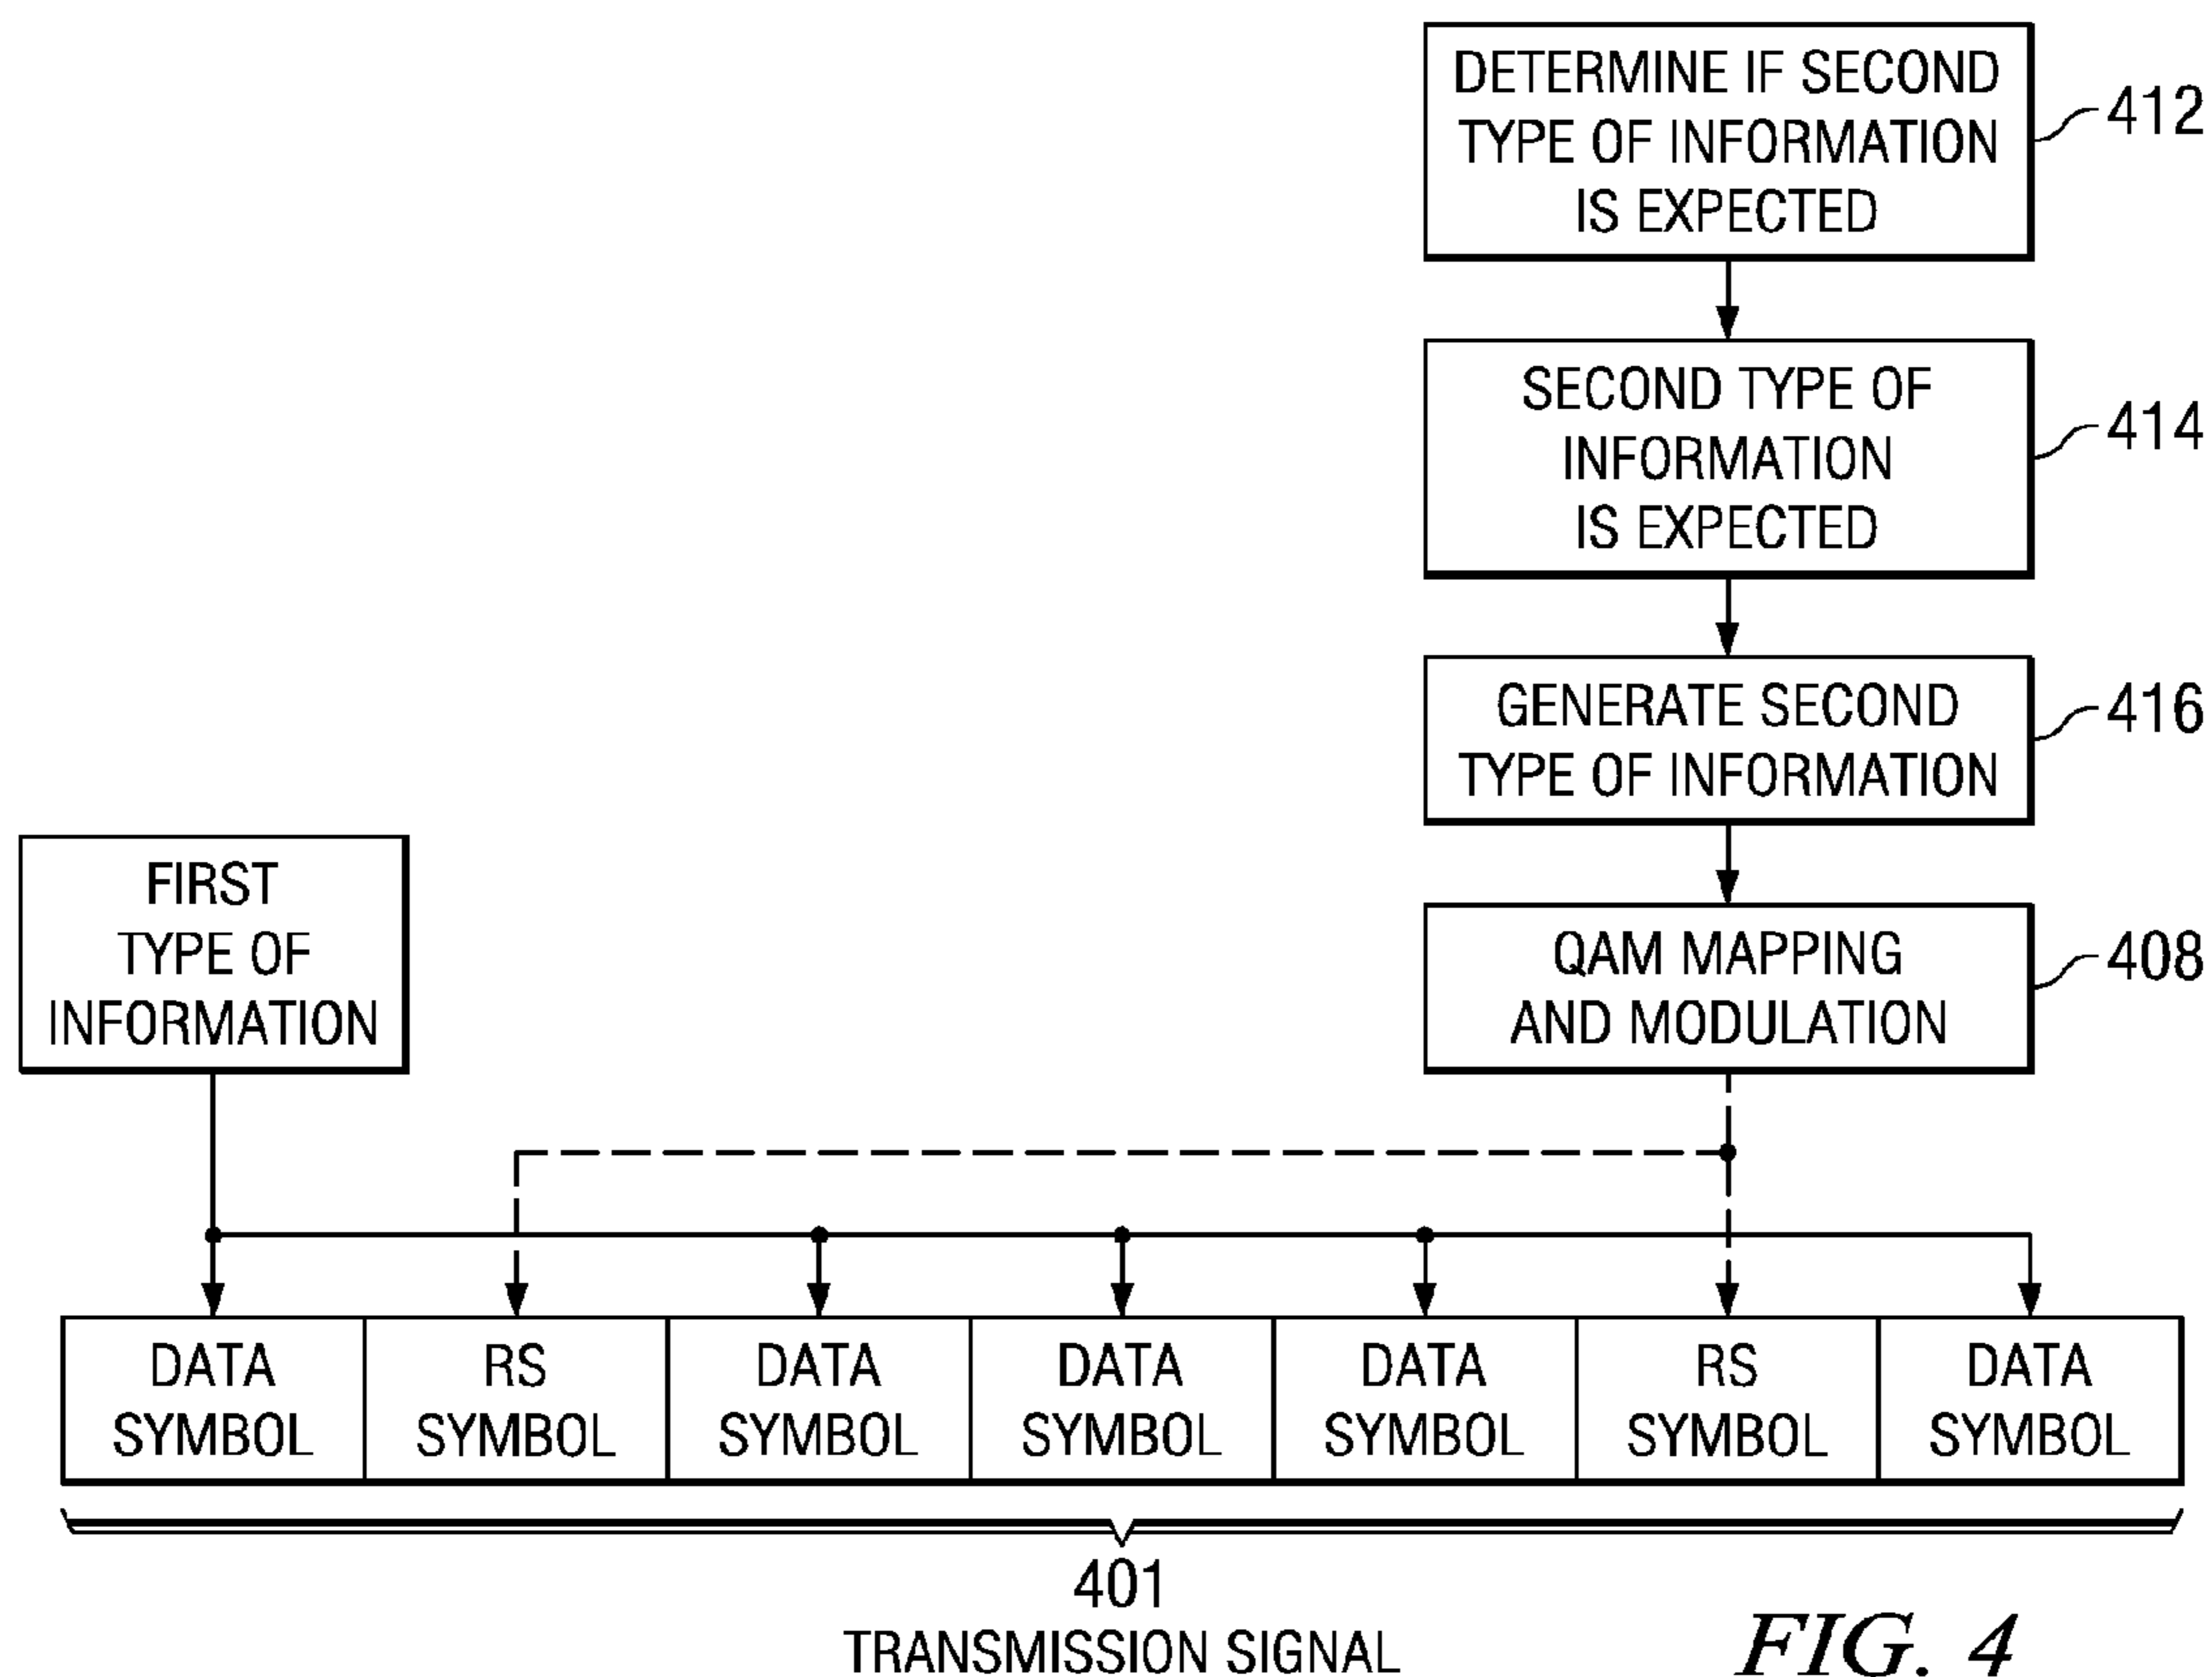 DETERMINE IF SECOND
TYPE OF INFORMATION
IS EXPECTED
412
SECOND TYPE OF
INFORMATION
IS EXPECTED
414
GENERATE SECOND
TYPE OF INFORMATION
416
FIRST
TYPE OF
INFORMATION
QAM MAPPING
AND MODULATION
408
DATA
SYMBOL
RS
SYMBOL
DATA
SYMBOL
DATA
SYMBOL
DATA
SYMBOL
RS
SYMBOL
DATA
SYMBOL
401
TRANSMISSION SIGNAL
FIG. 4